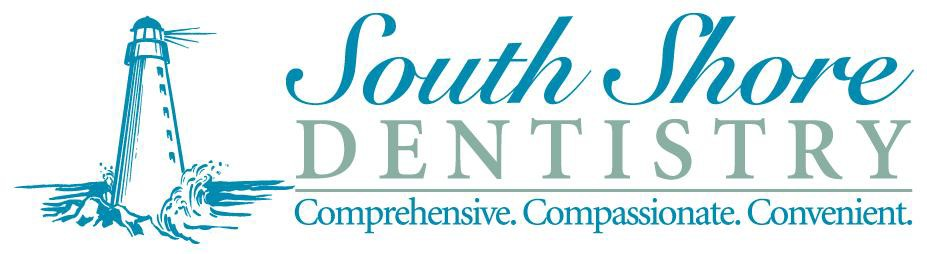 South Shore
DENTISTRY
Comprehensive. Compassionate. Convenient.